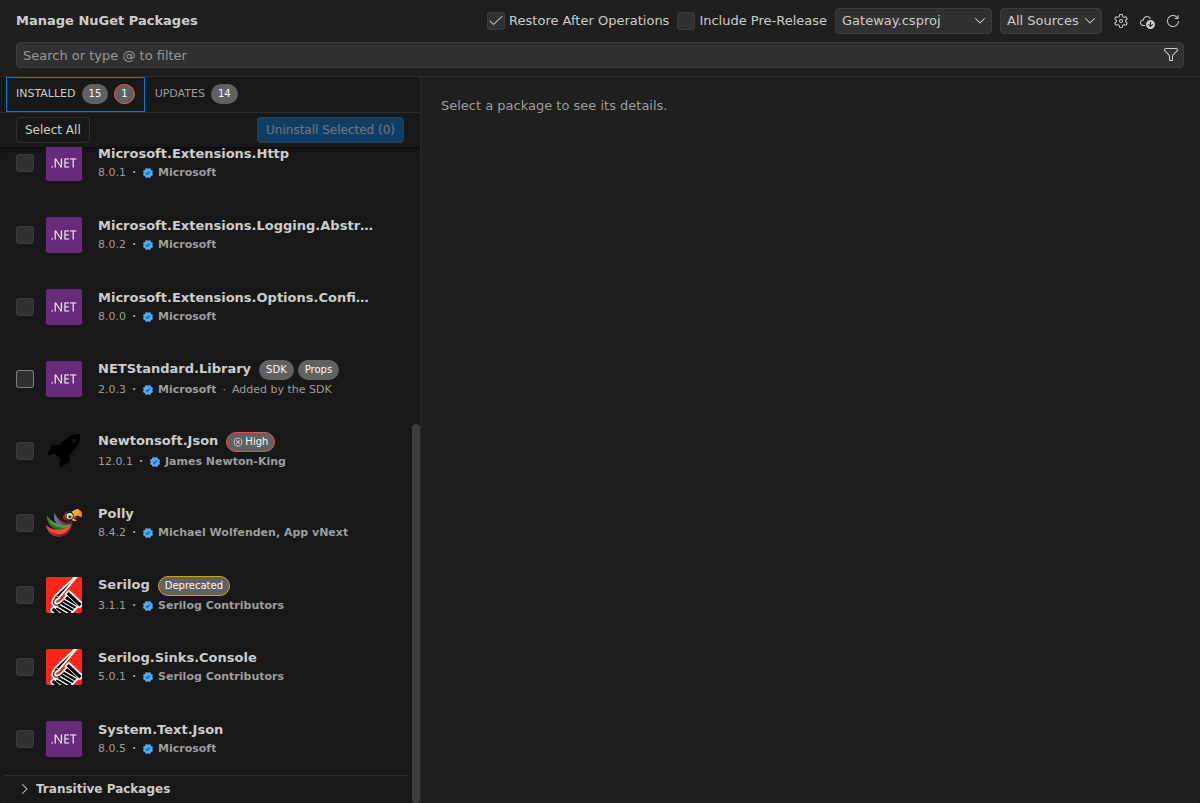 Manage NuGet Packages
Restore After Operations
Include Pre-Release
Gateway.csproj
All Sources
Search or type @ to filter
INSTALLED 15 1
UPDATES 14
Select a package to see its details.
Select All
Uninstall Selected (0)
.NET
Microsoft.Extensions.Http
8.0.1 · Microsoft
.NET
Microsoft.Extensions.Logging.Abstr...
8.0.2 · Microsoft
.NET
Microsoft.Extensions.Options.Confi...
8.0.0 · Microsoft
.NET
NETStandard.Library SDK Props
2.0.3 · Microsoft · Added by the SDK
Newtonsoft.Json High
12.0.1 · James Newton-King
Polly
8.4.2 · Michael Wolfenden, App vNext
Serilog Deprecated
3.1.1 · Serilog Contributors
Serilog.Sinks.Console
5.0.1 · Serilog Contributors
.NET
System.Text.Json
8.0.5 · Microsoft
Transitive Packages